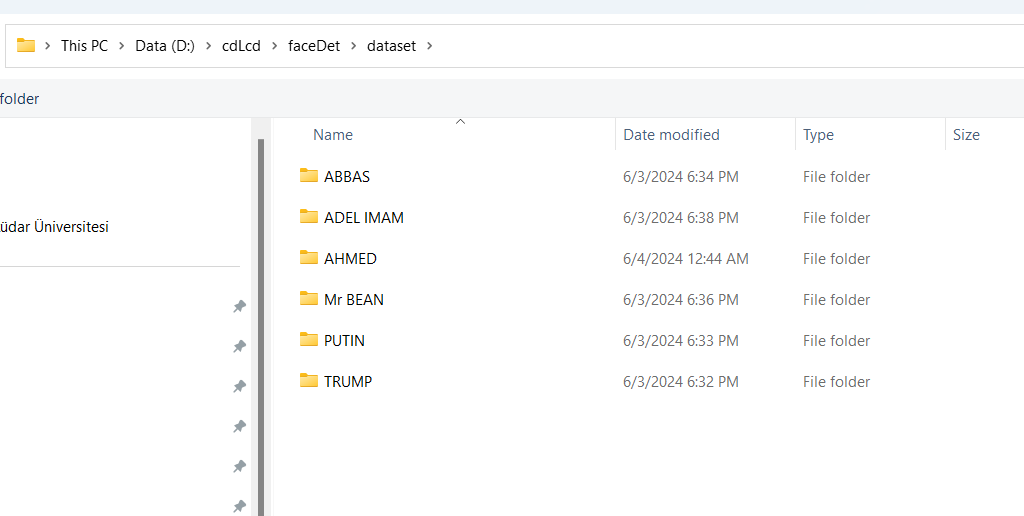 This PC > Data (D:) > cdLcd > faceDet > dataset >
folder
Name Date modified Type Size
ABBAS 6/3/2024 6:34 PM File folder
ADEL IMAM 6/3/2024 6:38 PM File folder
üdar Üniversitesi
AHMED 6/4/2024 12:44 AM File folder
Mr BEAN 6/3/2024 6:36 PM File folder
PUTIN 6/3/2024 6:33 PM File folder
TRUMP 6/3/2024 6:32 PM File folder